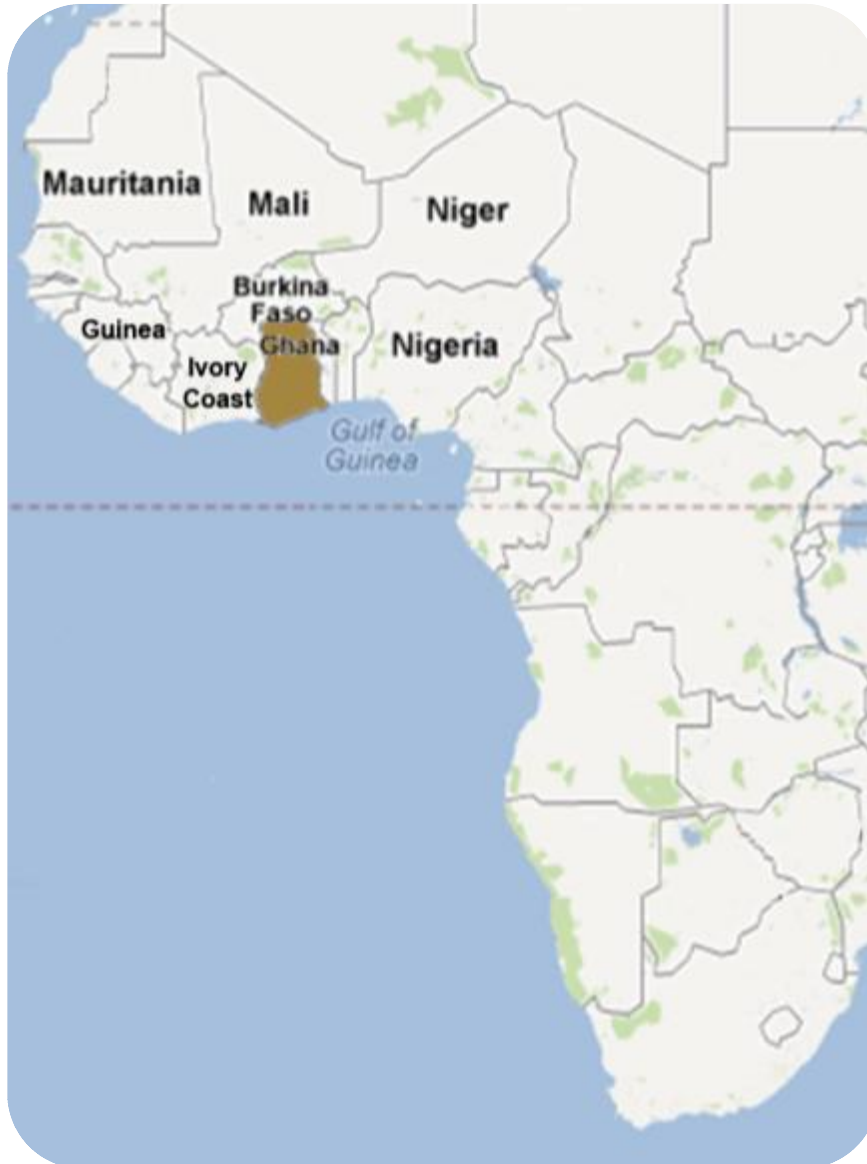 Mauritania
Mali
Niger
Burkina
Faso
Guinea
Ghana
Nigeria
Ivory
Coast
Gulf of
Guinea